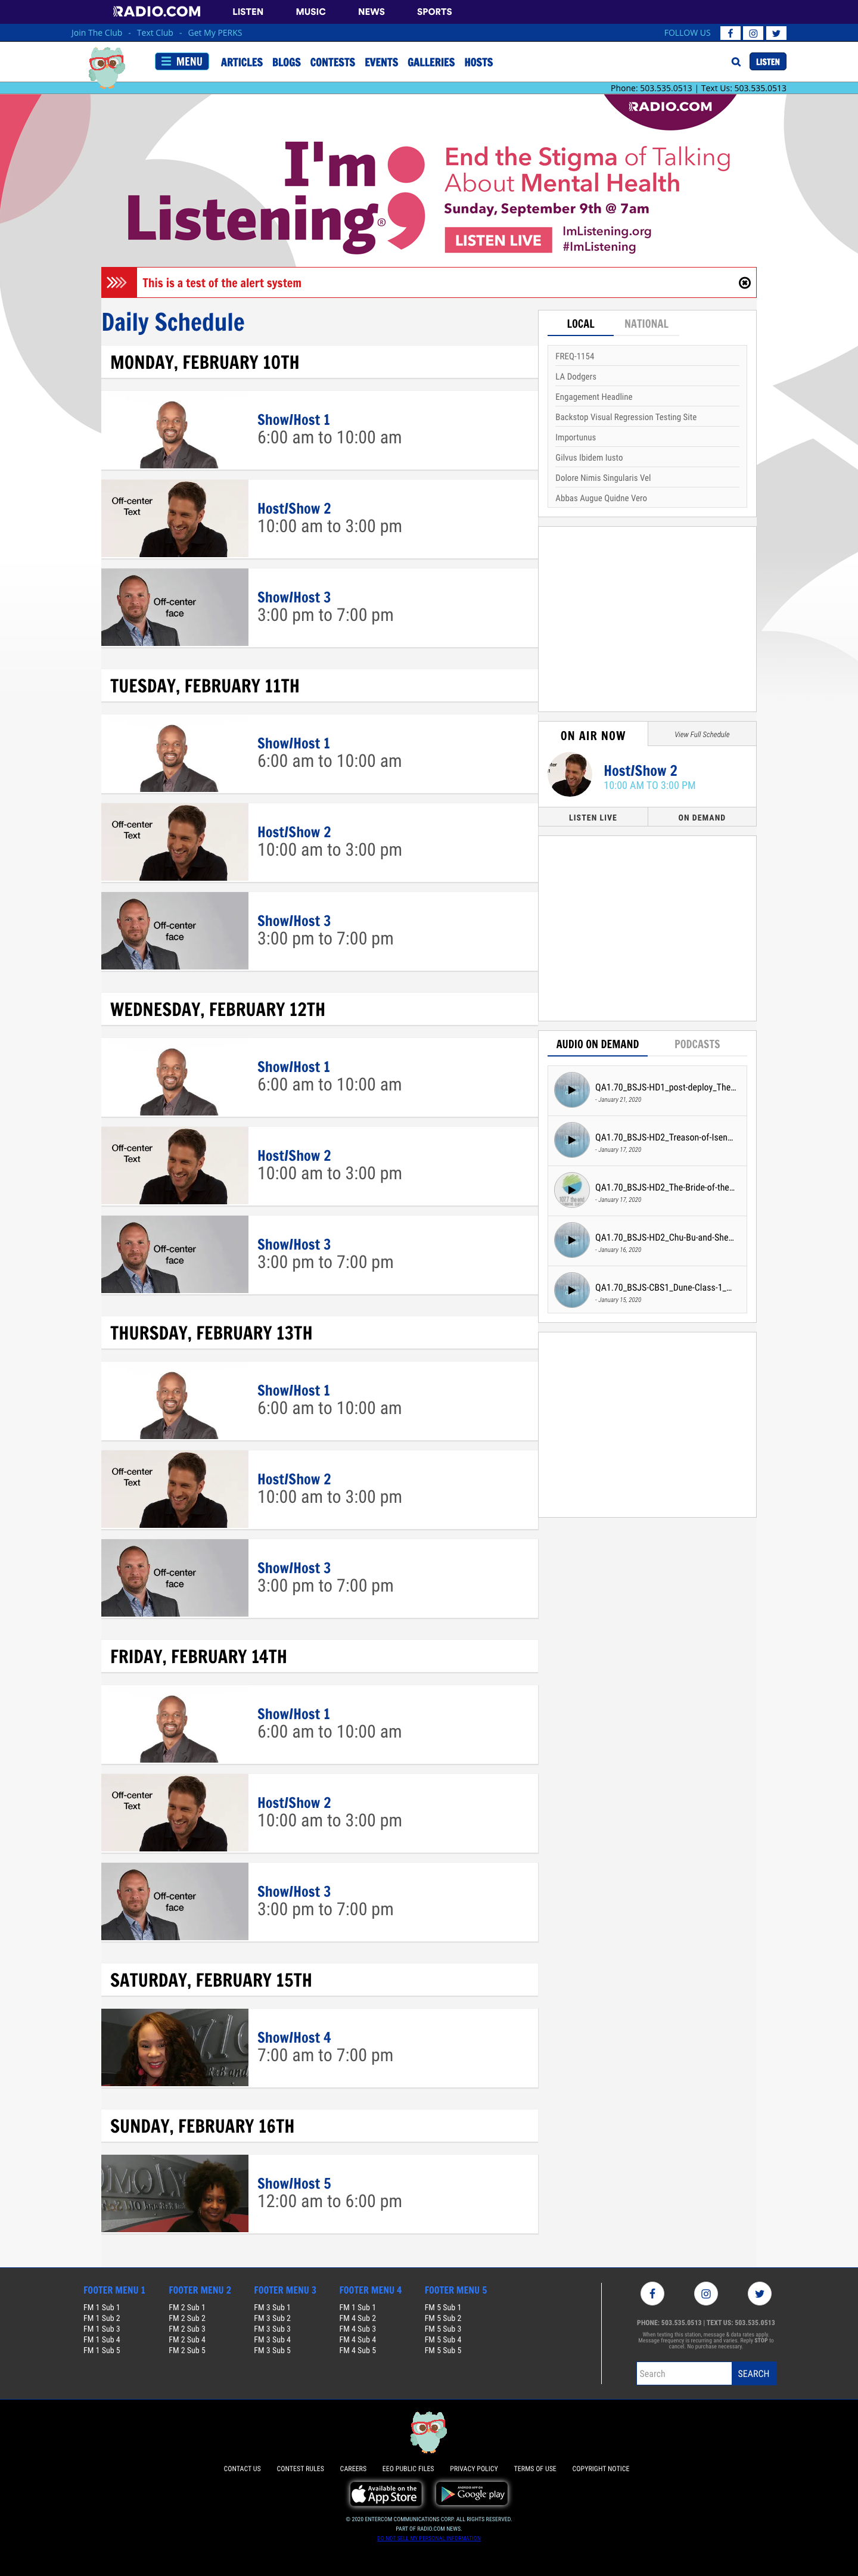 RADIO.COM LISTEN MUSIC NEWS SPORTS
Join The Club - Text Club - Get My PERKS FOLLOW US
MENU ARTICLES BLOGS CONTESTS EVENTS GALLERIES HOSTS LISTEN
Phone: 503.535.0513 | Text Us: 503.535.0513
RADIO.COM
I'm
Listening®
End the Stigma of Talking
About Mental Health
Sunday, September 9th @ 7am
LISTEN LIVE
ImListening.org
#ImListening
This is a test of the alert system
Daily Schedule
MONDAY, FEBRUARY 10TH
Show/Host 1
6:00 am to 10:00 am
Off-center
Text
Host/Show 2
10:00 am to 3:00 pm
Off-center
face
Show/Host 3
3:00 pm to 7:00 pm
TUESDAY, FEBRUARY 11TH
Show/Host 1
6:00 am to 10:00 am
Off-center
Text
Host/Show 2
10:00 am to 3:00 pm
Off-center
face
Show/Host 3
3:00 pm to 7:00 pm
WEDNESDAY, FEBRUARY 12TH
Show/Host 1
6:00 am to 10:00 am
Off-center
Text
Host/Show 2
10:00 am to 3:00 pm
Off-center
face
Show/Host 3
3:00 pm to 7:00 pm
THURSDAY, FEBRUARY 13TH
Show/Host 1
6:00 am to 10:00 am
Off-center
Text
Host/Show 2
10:00 am to 3:00 pm
Off-center
face
Show/Host 3
3:00 pm to 7:00 pm
FRIDAY, FEBRUARY 14TH
Show/Host 1
6:00 am to 10:00 am
Off-center
Text
Host/Show 2
10:00 am to 3:00 pm
Off-center
face
Show/Host 3
3:00 pm to 7:00 pm
SATURDAY, FEBRUARY 15TH
Show/Host 4
7:00 am to 7:00 pm
SUNDAY, FEBRUARY 16TH
Show/Host 5
12:00 am to 6:00 pm
LOCAL NATIONAL
FREQ-1154
LA Dodgers
Engagement Headline
Backstop Visual Regression Testing Site
Importunus
Gilvus Ibidem Iusto
Dolore Nimis Singularis Vel
Abbas Augue Quidne Vero
ON AIR NOW View Full Schedule
Host/Show 2
10:00 AM TO 3:00 PM
LISTEN LIVE ON DEMAND
AUDIO ON DEMAND PODCASTS
QA1.70_BSJS-HD1_post-deploy_The...
- January 21, 2020
QA1.70_BSJS-HD2_Treason-of-Isen...
- January 17, 2020
QA1.70_BSJS-HD2_The-Bride-of-the...
- January 17, 2020
QA1.70_BSJS-HD2_Chu-Bu-and-She...
- January 16, 2020
QA1.70_BSJS-CBS1_Dune-Class-1_...
- January 15, 2020
FOOTER MENU 1
FM 1 Sub 1
FM 1 Sub 2
FM 1 Sub 3
FM 1 Sub 4
FM 1 Sub 5
FOOTER MENU 2
FM 2 Sub 1
FM 2 Sub 2
FM 2 Sub 3
FM 2 Sub 4
FM 2 Sub 5
FOOTER MENU 3
FM 3 Sub 1
FM 3 Sub 2
FM 3 Sub 3
FM 3 Sub 4
FM 3 Sub 5
FOOTER MENU 4
FM 1 Sub 1
FM 4 Sub 2
FM 4 Sub 3
FM 4 Sub 4
FM 4 Sub 5
FOOTER MENU 5
FM 5 Sub 1
FM 5 Sub 2
FM 5 Sub 3
FM 5 Sub 4
FM 5 Sub 5
PHONE: 503.535.0513 | TEXT US: 503.535.0513
When texting this station, message & data rates apply.
Message frequency is recurring and varies. Reply STOP to
cancel. No purchase necessary.
Search SEARCH
CONTACT US CONTEST RULES CAREERS EEO PUBLIC FILES PRIVACY POLICY TERMS OF USE COPYRIGHT NOTICE
Available on the
App Store
ANDROID APP ON
Google play
© 2020 ENTERCOM COMMUNICATIONS CORP. ALL RIGHTS RESERVED.
PART OF RADIO.COM NEWS.
DO NOT SELL MY PERSONAL INFORMATION